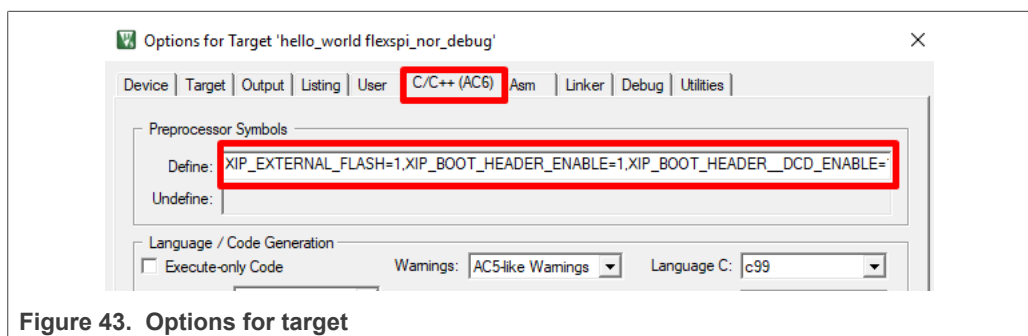 Options for Target 'hello_world flexspi_nor_debug'
Device Target Output Listing User C/C++ (AC6) Asm Linker Debug Utilities
Preprocessor Symbols
Define: XIP_EXTERNAL_FLASH=1,XIP_BOOT_HEADER_ENABLE=1,XIP_BOOT_HEADER__DCD_ENABLE=
Undefine:
Language / Code Generation
Execute-only Code Warnings: AC5-like Warnings Language C: c99
Figure 43. Options for target